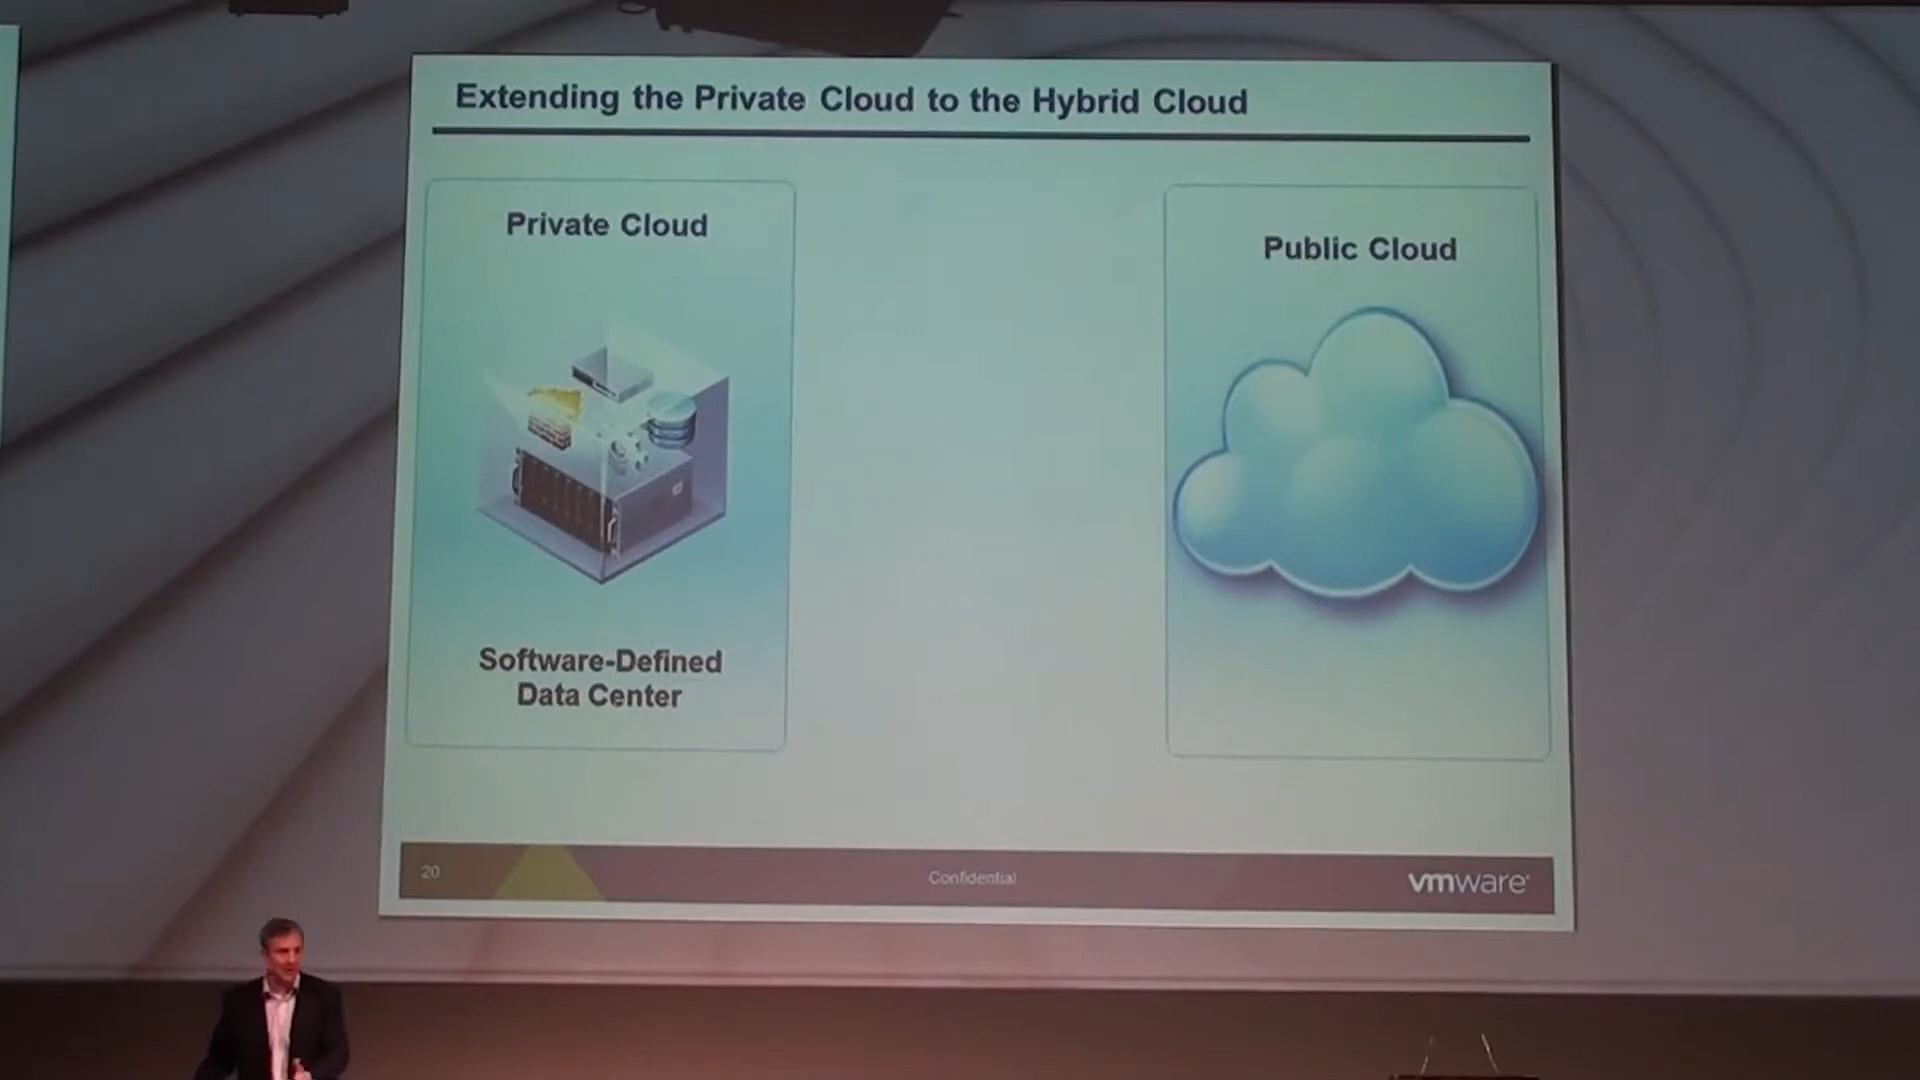 Extending the Private Cloud to the Hybrid Cloud
Private Cloud
Software-Defined
Data Center
Public Cloud
20
Confidential
vmware